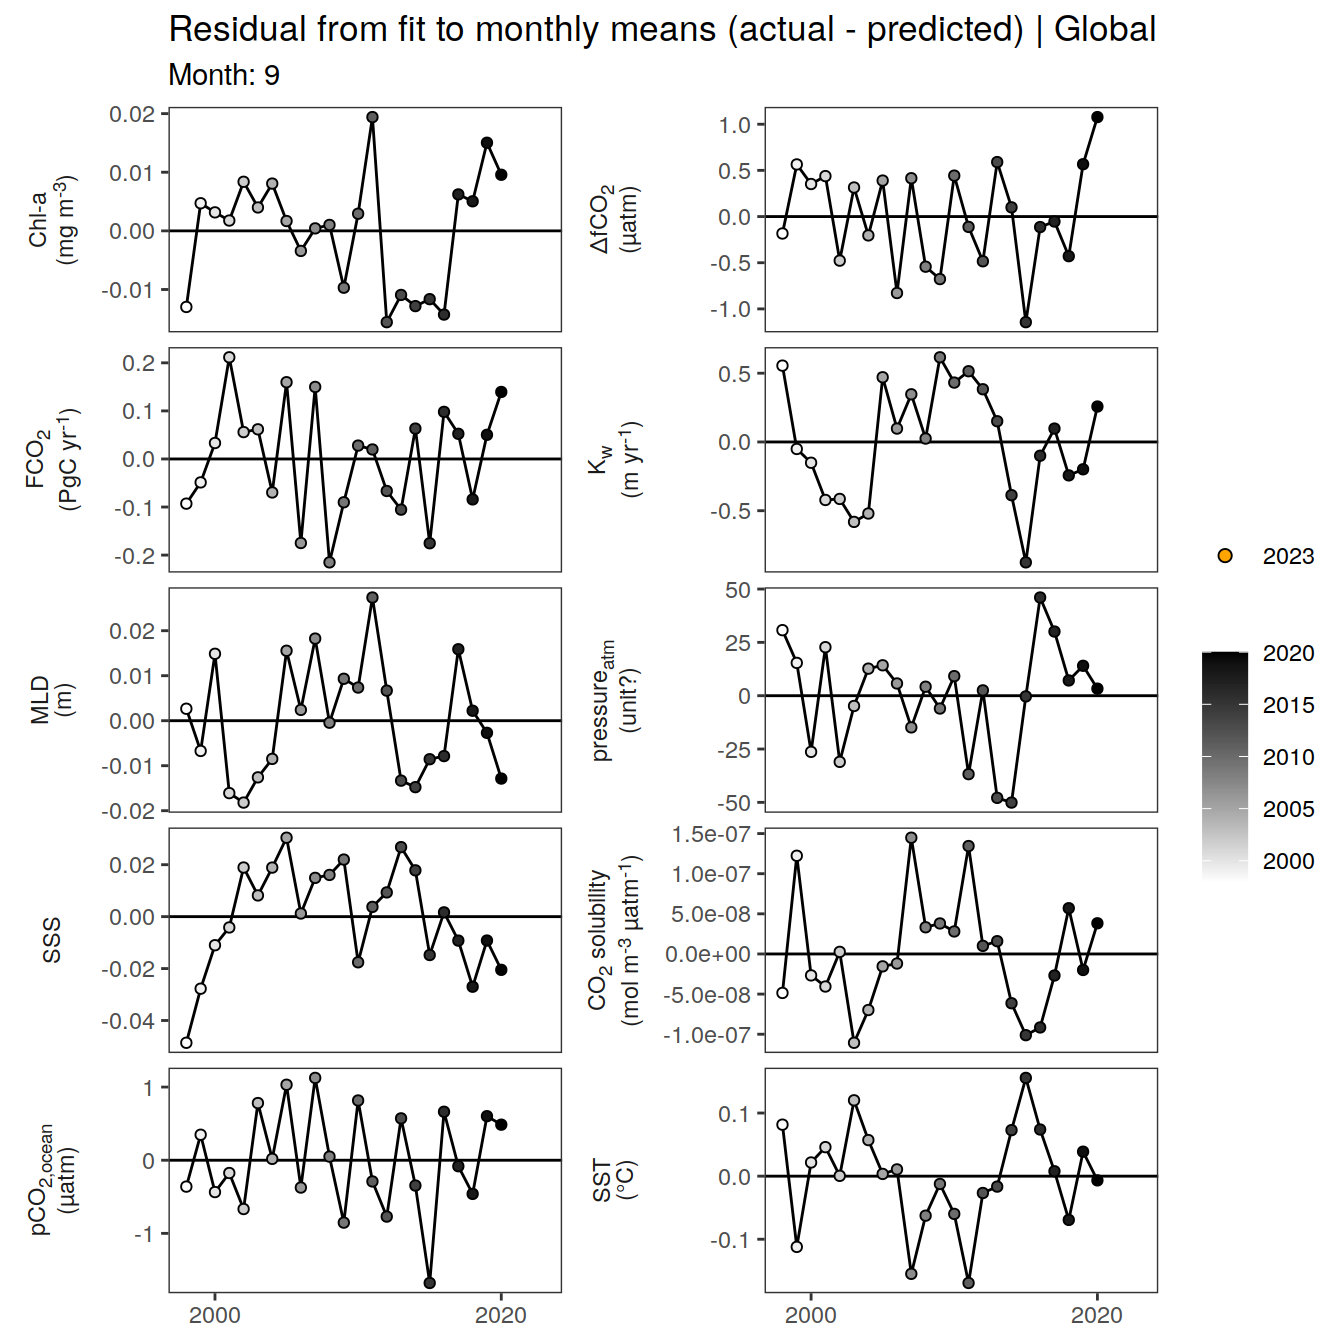 Residual from fit to monthly means (actual - predicted) | Global
Month: 9
Chl-a
(mg m⁻³)
0.02
0.01
0.00
-0.01
ΔfCO₂
(µatm)
1.0
0.5
0.0
-0.5
-1.0
FCO₂
(PgC yr⁻¹)
0.2
0.1
0.0
-0.1
-0.2
K_w
(m yr⁻¹)
0.5
0.0
-0.5
MLD
(m)
0.02
0.01
0.00
-0.01
-0.02
pressure_atm
(unit?)
50
25
0
-25
-50
SSS
0.02
0.00
-0.02
-0.04
CO₂ solubility
(mol m⁻³ µatm⁻¹)
1.5e-07
1.0e-07
5.0e-08
0.0e+00
-5.0e-08
-1.0e-07
pCO₂,ocean
(µatm)
1
0
-1
SST
(°C)
0.1
0.0
-0.1
2000 2020
2000 2020
2023
2020
2015
2010
2005
2000